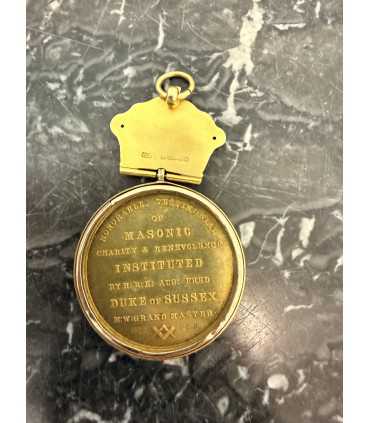 HONORABLE TESTIMONIAL
OF
MASONIC
CHARITY & BENEVOLENCE
INSTITUTED
BY H.R.H. AUG: FRED
DUKE OF SUSSEX
M.W. GRAND MASTER